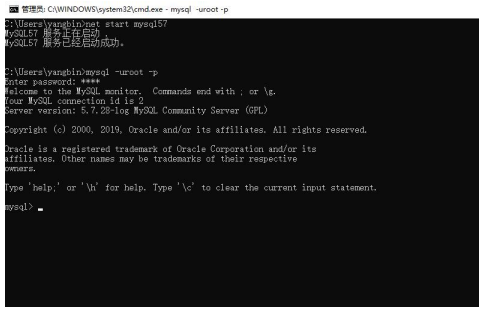 管理员: C:\WINDOWS\system32\cmd.exe - mysql -uroot -p
C:\Users\yangbin>net start mysql57
MySQL57 服务正在启动 .
MySQL57 服务已经启动成功。
C:\Users\yangbin>mysql -uroot -p
Enter password: ****
Welcome to the MySQL monitor.  Commands end with ; or \g.
Your MySQL connection id is 2
Server version: 5.7.28-log MySQL Community Server (GPL)
Copyright (c) 2000, 2019, Oracle and/or its affiliates. All rights reserved.
Oracle is a registered trademark of Oracle Corporation and/or its
affiliates. Other names may be trademarks of their respective
owners.
Type 'help;' or '\h' for help. Type '\c' to clear the current input statement.
mysql> _